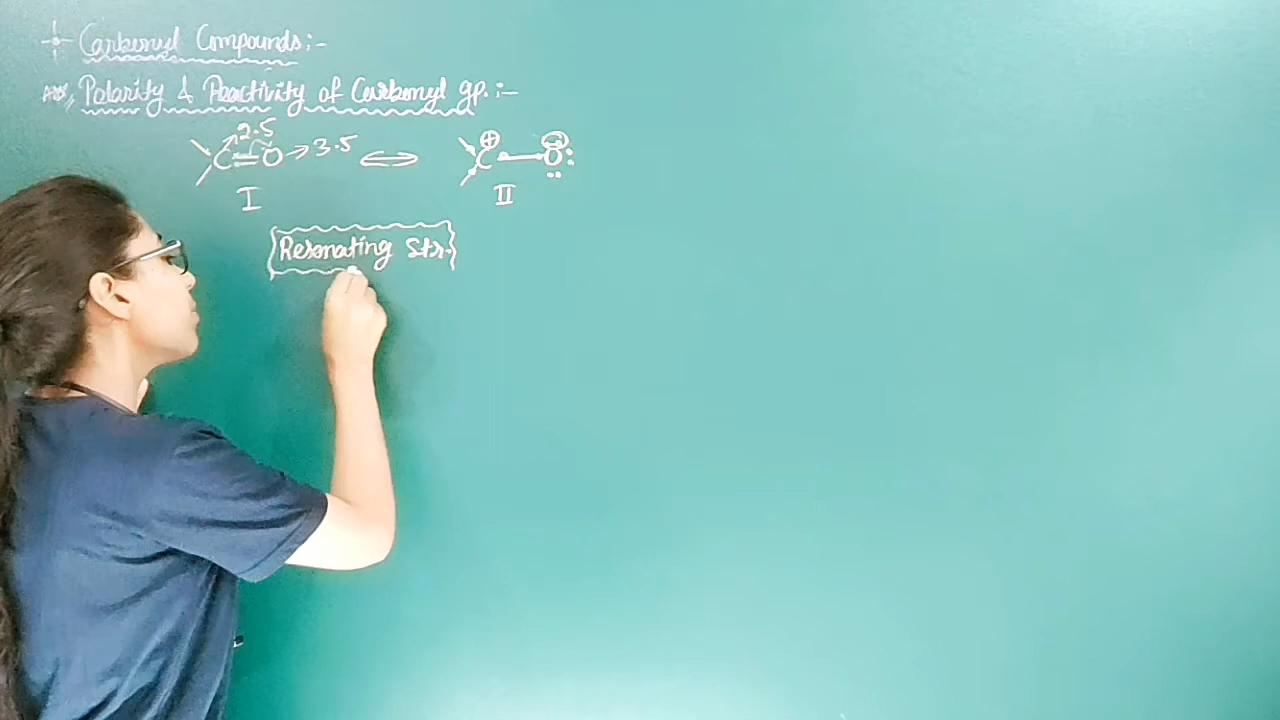 Carbonyl Compounds:-
Polarity & Reactivity of Carbonyl gp.:-
2.5
C=O → 3.5 ⇌ C⊕ → O⊖
I II
Resonating Str.